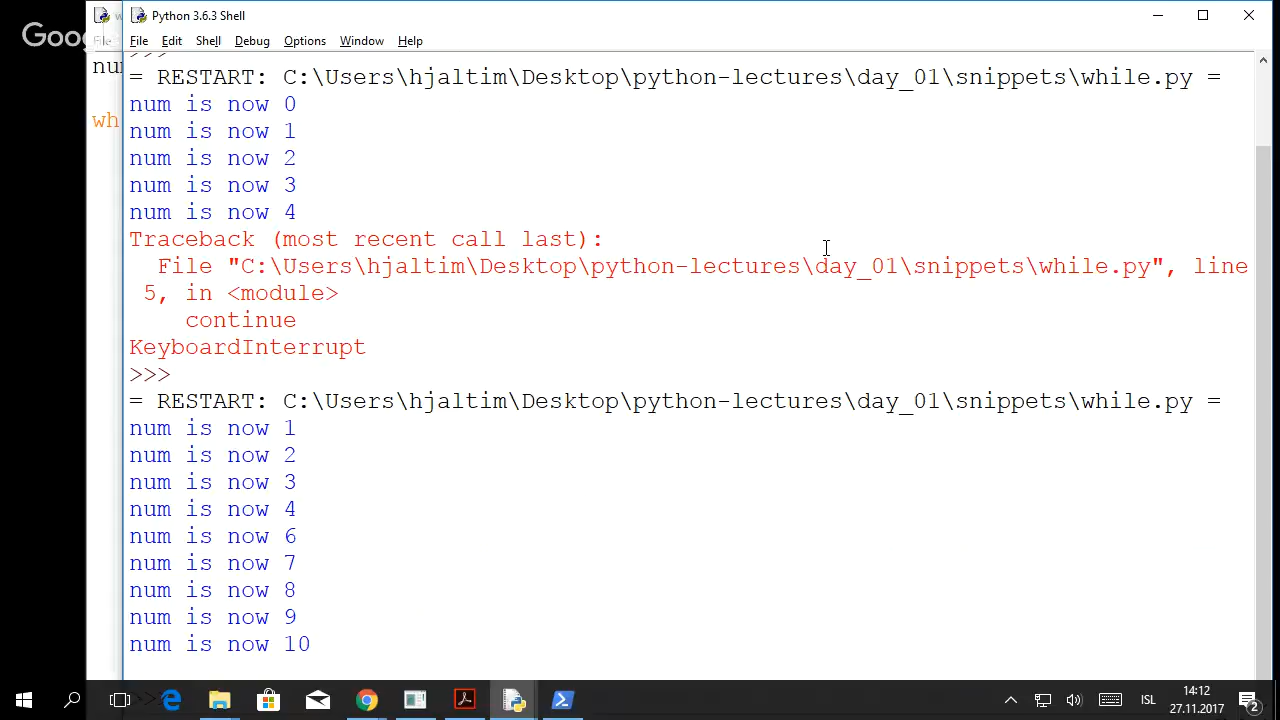 Goog
Python 3.6.3 Shell
File Edit Shell Debug Options Window Help
num
wh
>>>
= RESTART: C:\Users\hjaltim\Desktop\python-lectures\day_01\snippets\while.py =
num is now 0
num is now 1
num is now 2
num is now 3
num is now 4
Traceback (most recent call last):
File "C:\Users\hjaltim\Desktop\python-lectures\day_01\snippets\while.py", line
5, in <module>
continue
KeyboardInterrupt
>>>
= RESTART: C:\Users\hjaltim\Desktop\python-lectures\day_01\snippets\while.py =
num is now 1
num is now 2
num is now 3
num is now 4
num is now 6
num is now 7
num is now 8
num is now 9
num is now 10
>>>
ISL
14:12
27.11.2017
2